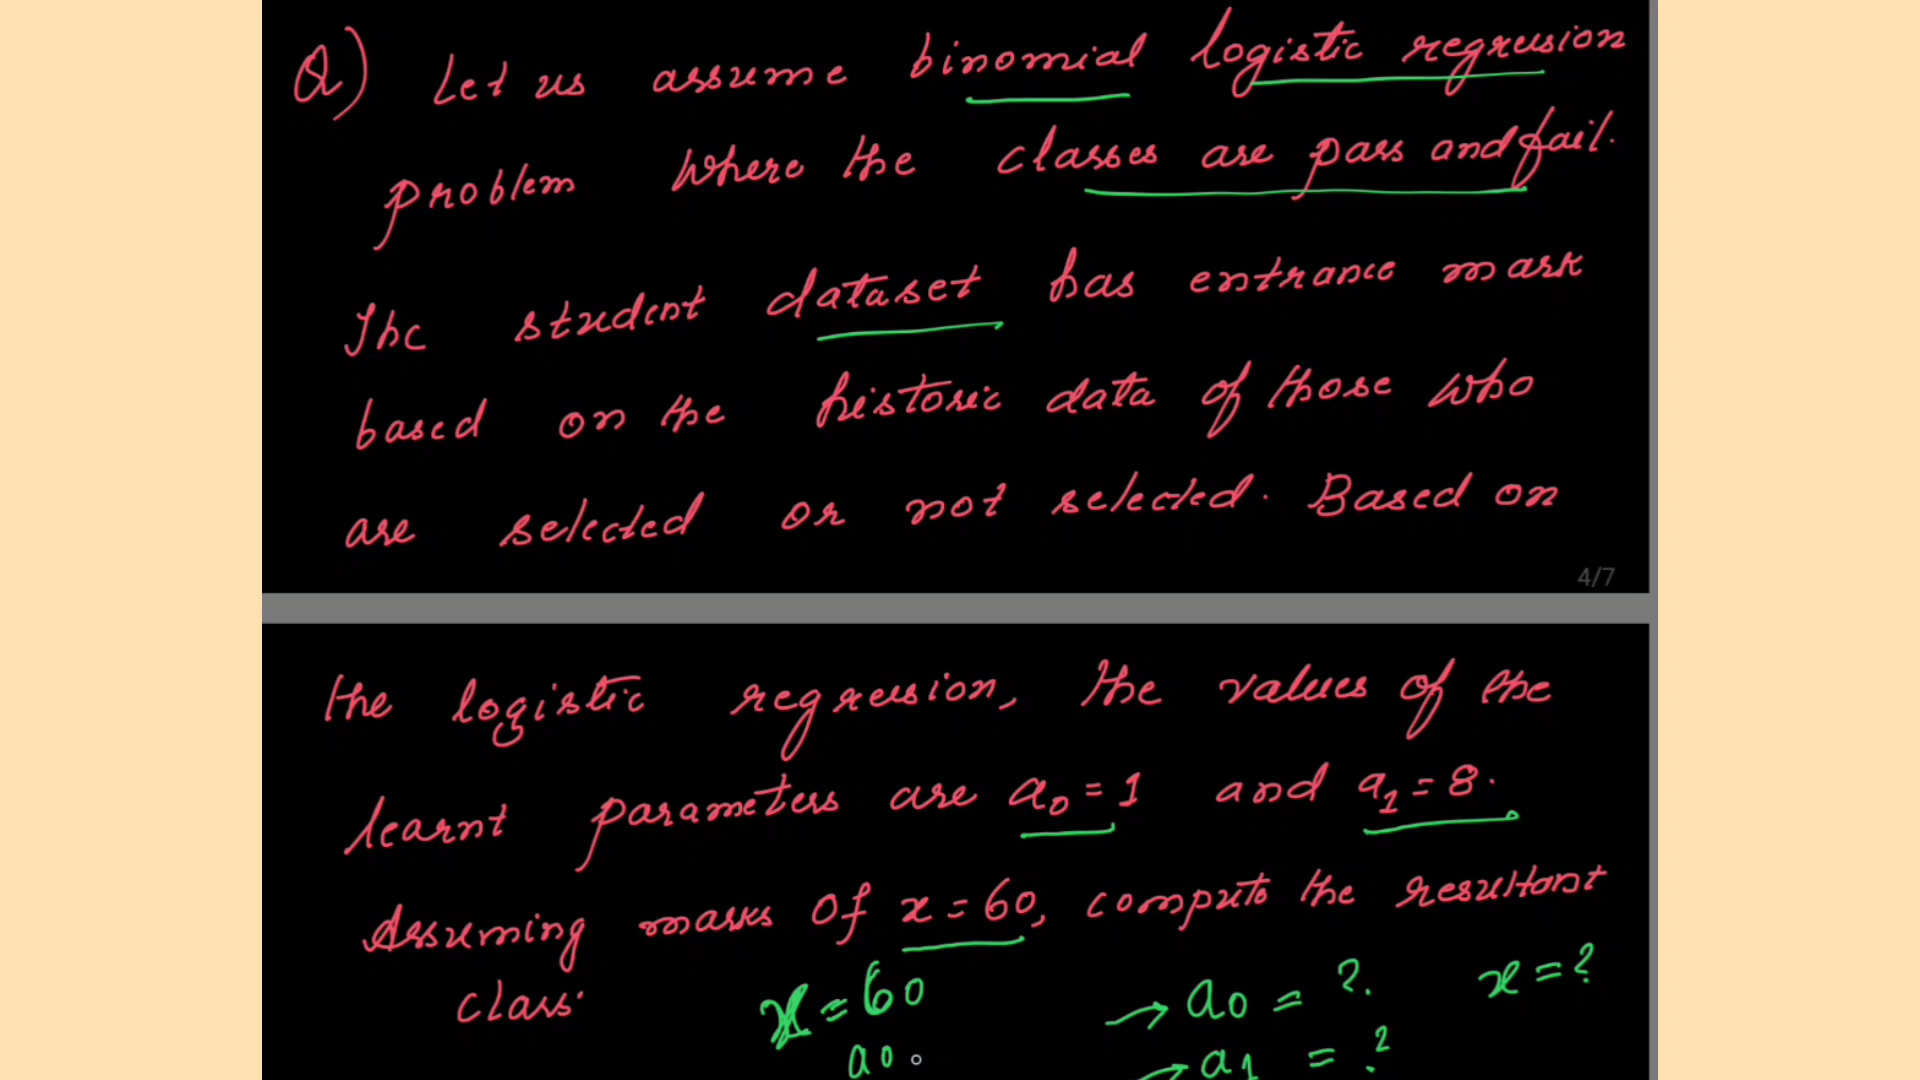 Q) Let us assume binomial logistic regression
problem where the classes are pass and fail.
The student dataset has entrance mark
based on the historic data of those who
are selected or not selected. Based on
4/7
the logistic regression, the values of the
learnt parameters are a0 = 1 and a1 = 8.
Assuming marks of x = 60, compute the resultant
class.
x = 60 → a0 = ?. x = ?
a0 → a1 = ?